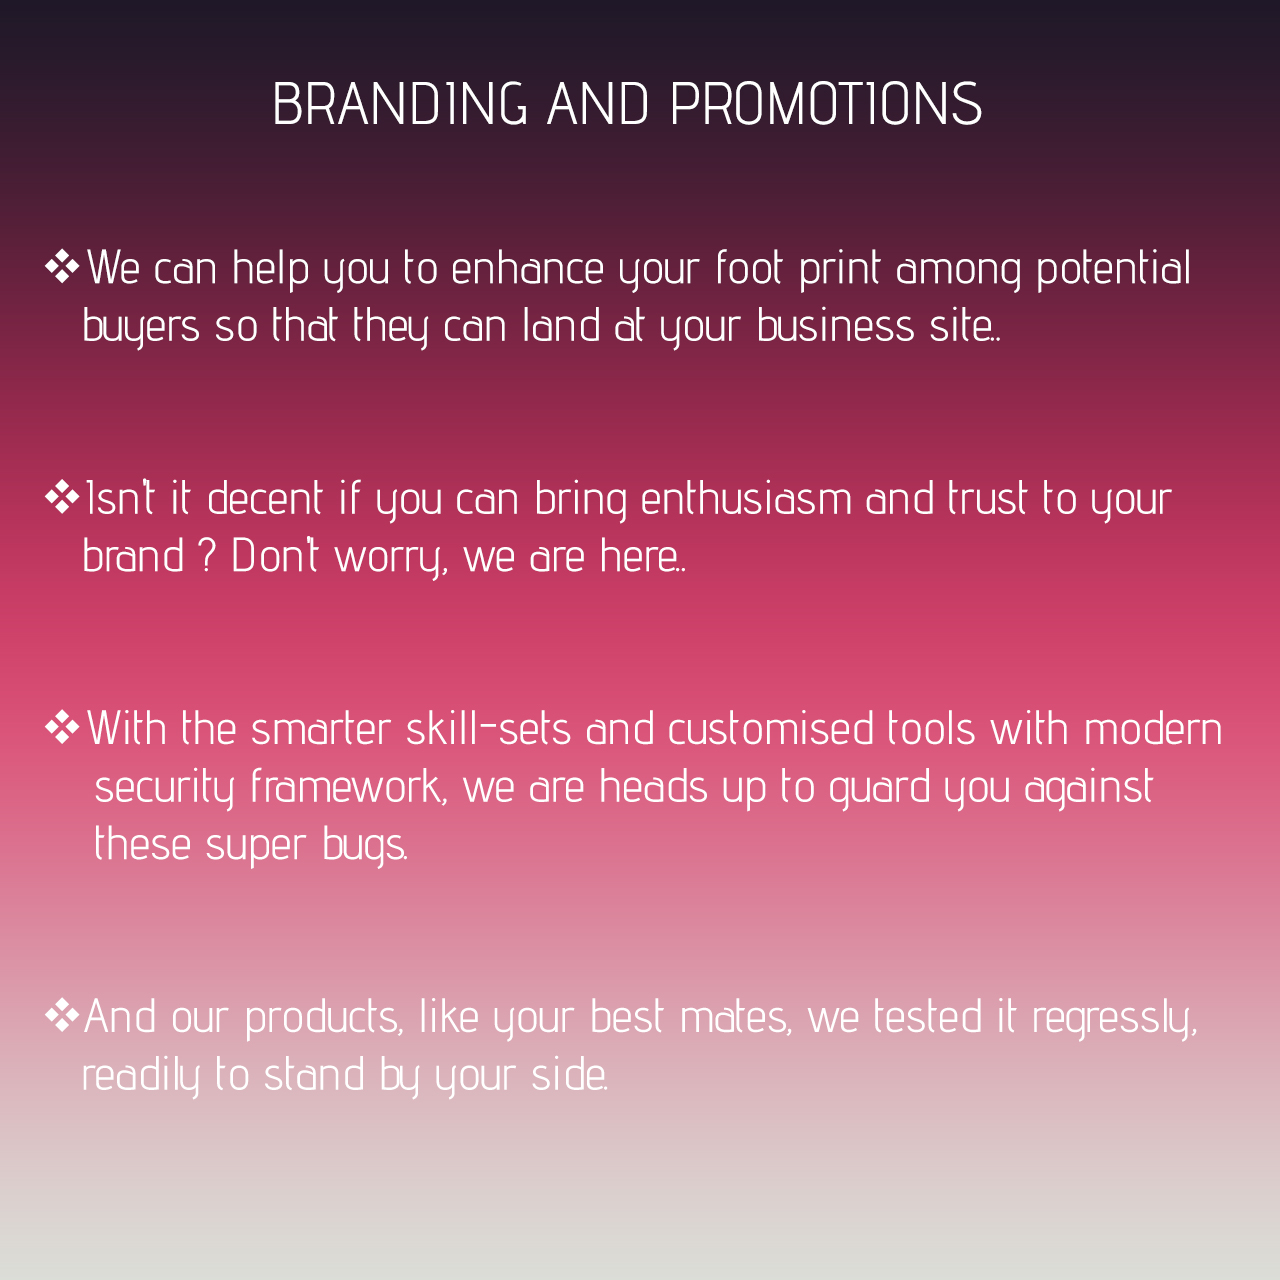 BRANDING AND PROMOTIONS
❖We can help you to enhance your foot print among potential
buyers so that they can land at your business site..
❖Isn't it decent if you can bring enthusiasm and trust to your
brand ? Don't worry, we are here..
❖With the smarter skill-sets and customised tools with modern
security framework, we are heads up to guard you against
these super bugs.
❖And our products, like your best mates, we tested it regressly,
readily to stand by your side.